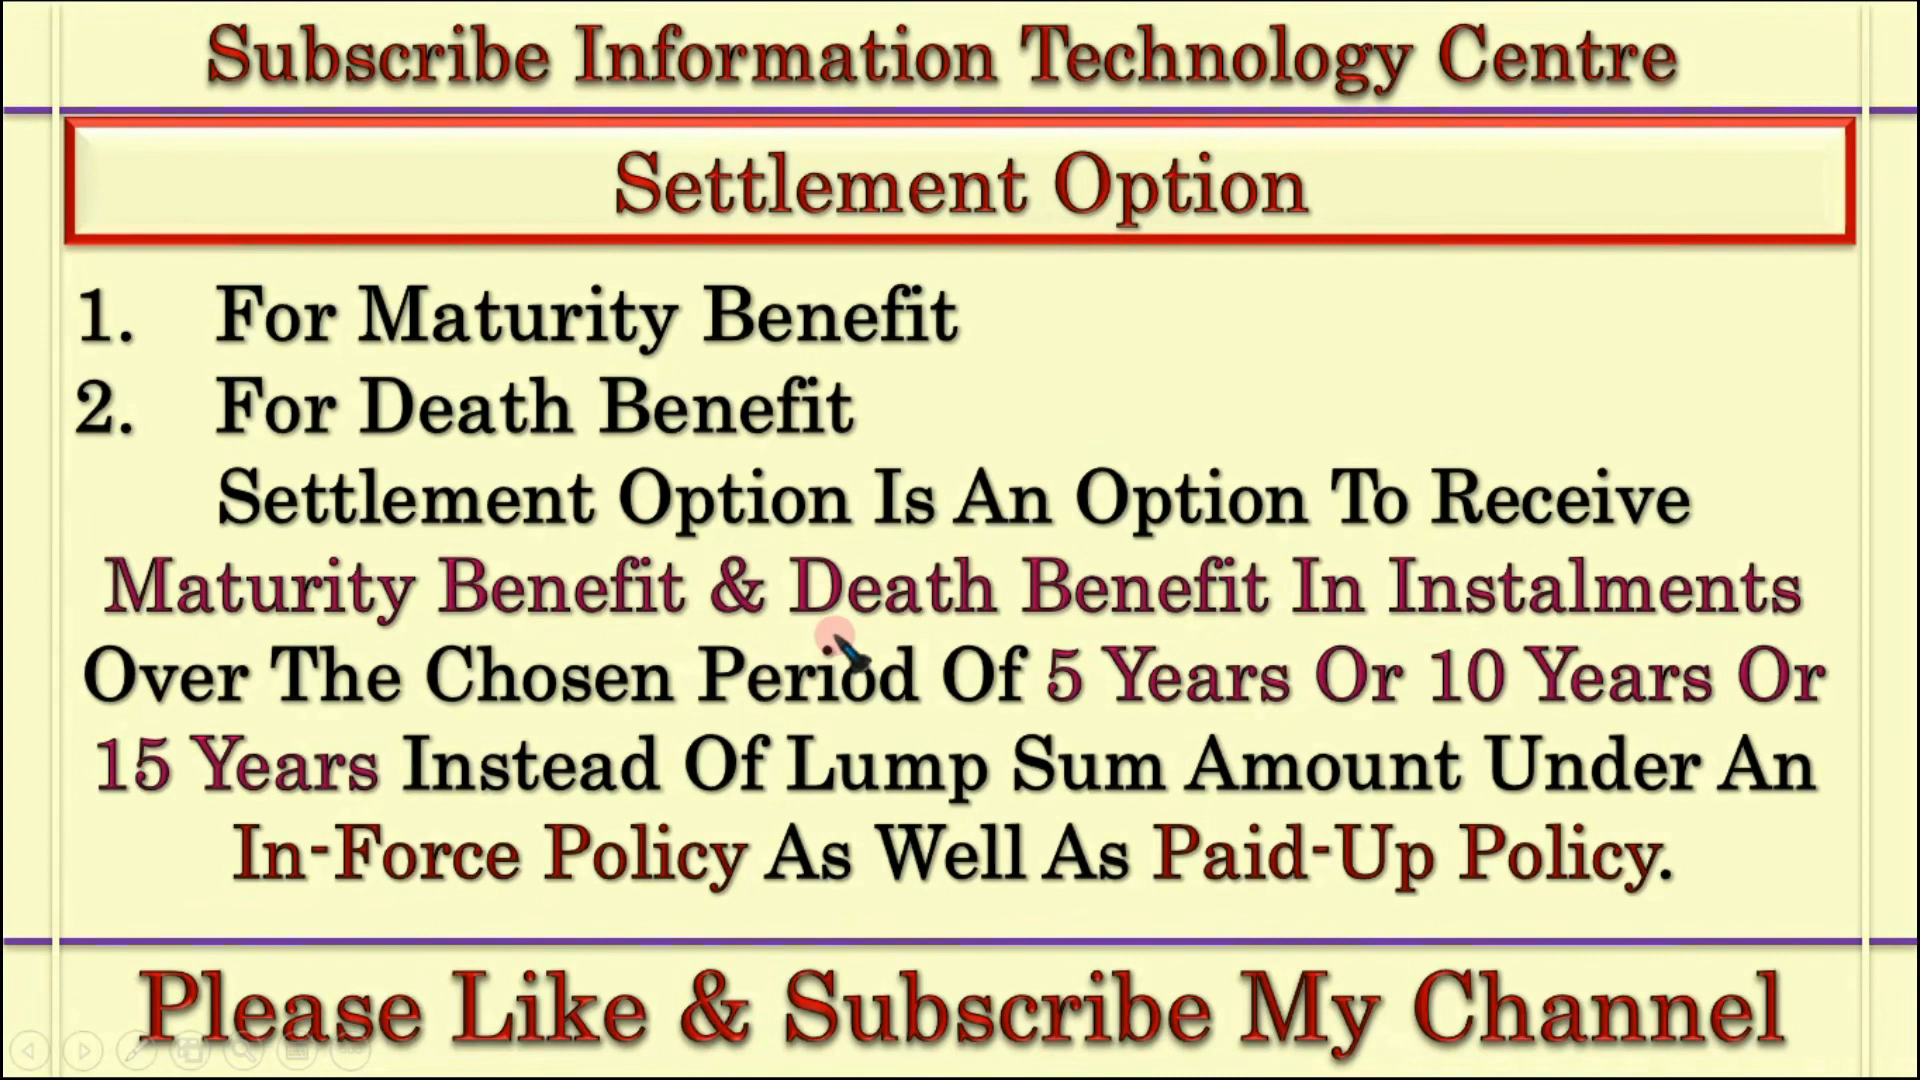 Subscribe Information Technology Centre
Settlement Option
1. For Maturity Benefit
2. For Death Benefit
Settlement Option Is An Option To Receive
Maturity Benefit & Death Benefit In Instalments
Over The Chosen Period Of 5 Years Or 10 Years Or
15 Years Instead Of Lump Sum Amount Under An
In-Force Policy As Well As Paid-Up Policy.
Please Like & Subscribe My Channel